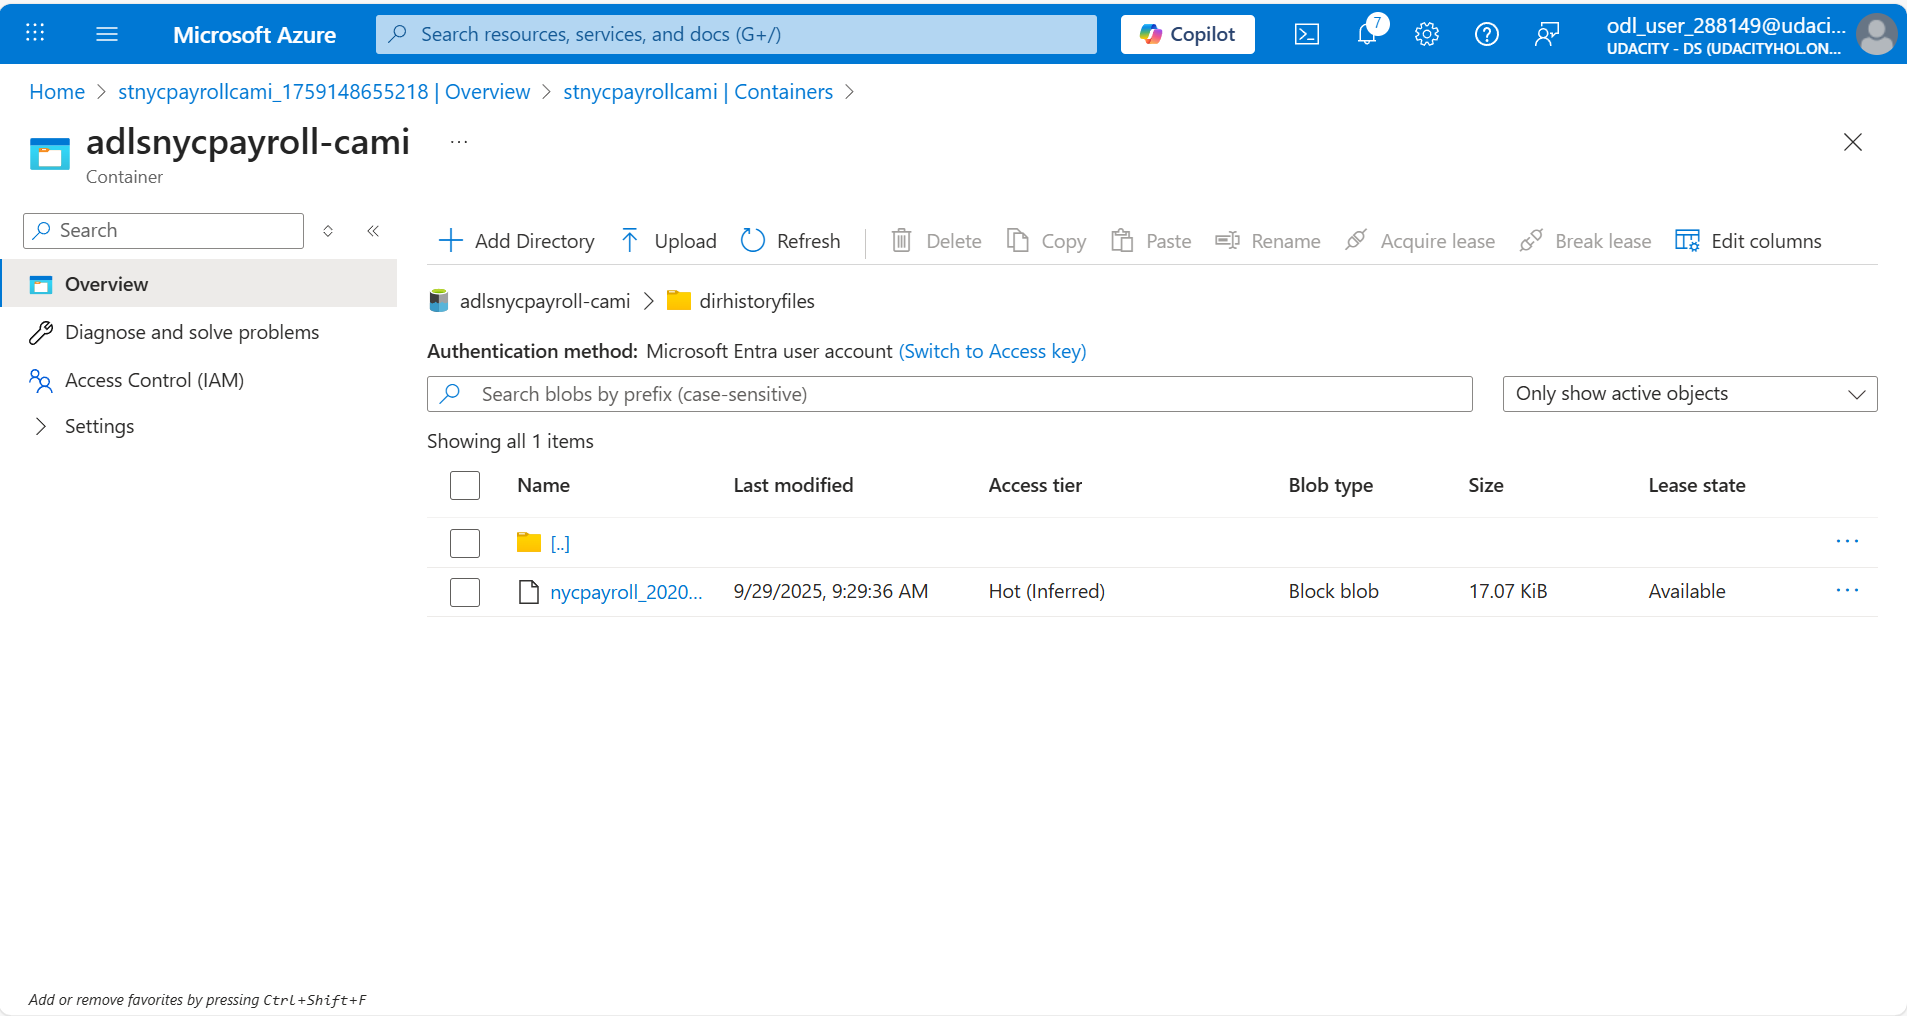 Microsoft Azure
Search resources, services, and docs (G+/)
Copilot
7
odl_user_288149@udaci...
UDACITY - DS (UDACITYHOL.ON...
Home > stnycpayrollcami_1759148655218 | Overview > stnycpayrollcami | Containers >
adlsnycpayroll-cami ...
Container
Search
Overview
Diagnose and solve problems
Access Control (IAM)
Settings
Add Directory Upload Refresh Delete Copy Paste Rename Acquire lease Break lease Edit columns
adlsnycpayroll-cami > dirhistoryfiles
Authentication method: Microsoft Entra user account (Switch to Access key)
Search blobs by prefix (case-sensitive)
Only show active objects
Showing all 1 items
Name Last modified Access tier Blob type Size Lease state
[..] ...
nycpayroll_2020... 9/29/2025, 9:29:36 AM Hot (Inferred) Block blob 17.07 KiB Available ...
Add or remove favorites by pressing Ctrl+Shift+F